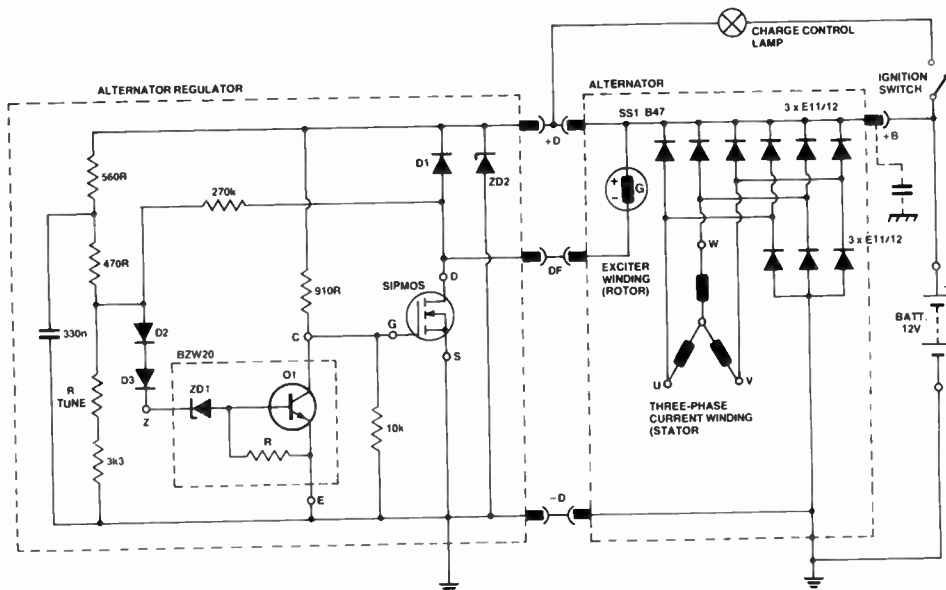 CHARGE CONTROL
LAMP
ALTERNATOR REGULATOR
ALTERNATOR
IGNITION
SWITCH
SS1 B47
3 x E11/12
+D
+B
D1
ZD2
560R
270k
+
-
G
470R
W
3 x E11/12
DF
D
EXCITER
WINDING
(ROTOR)
SIPMOS
910R
+
BATT.
12V
330n
D2
C
G
S
BZW20
D3
ZD1
O1
R
TUNE
U
V
Z
10k
THREE-PHASE
CURRENT WINDING
(STATOR
R
3k3
E
-D